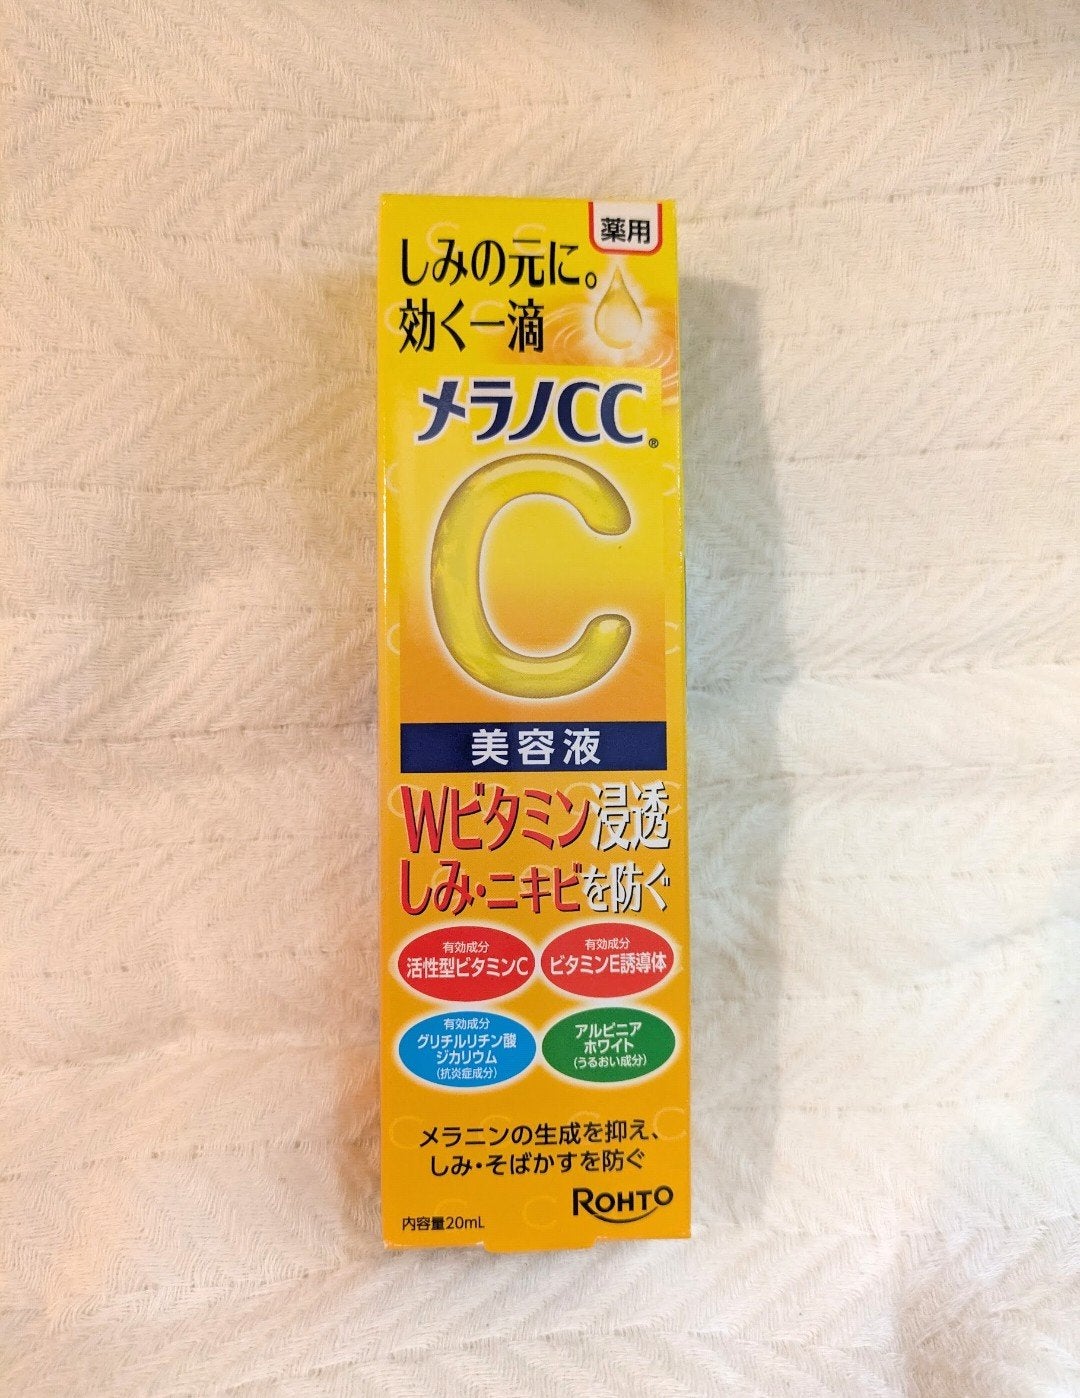 薬用
しみの元に。
効く一滴
メラノCC®
C
美容液
Wビタミン浸透
しみ・ニキビを防ぐ
有効成分
活性型ビタミンC
有効成分
ビタミンE誘導体
有効成分
グリチルリチン酸
ジカリウム
(抗炎症成分)
アルピニア
ホワイト
(うるおい成分)
メラニンの生成を抑え、
しみ・そばかすを防ぐ
ROHTO
内容量20mL